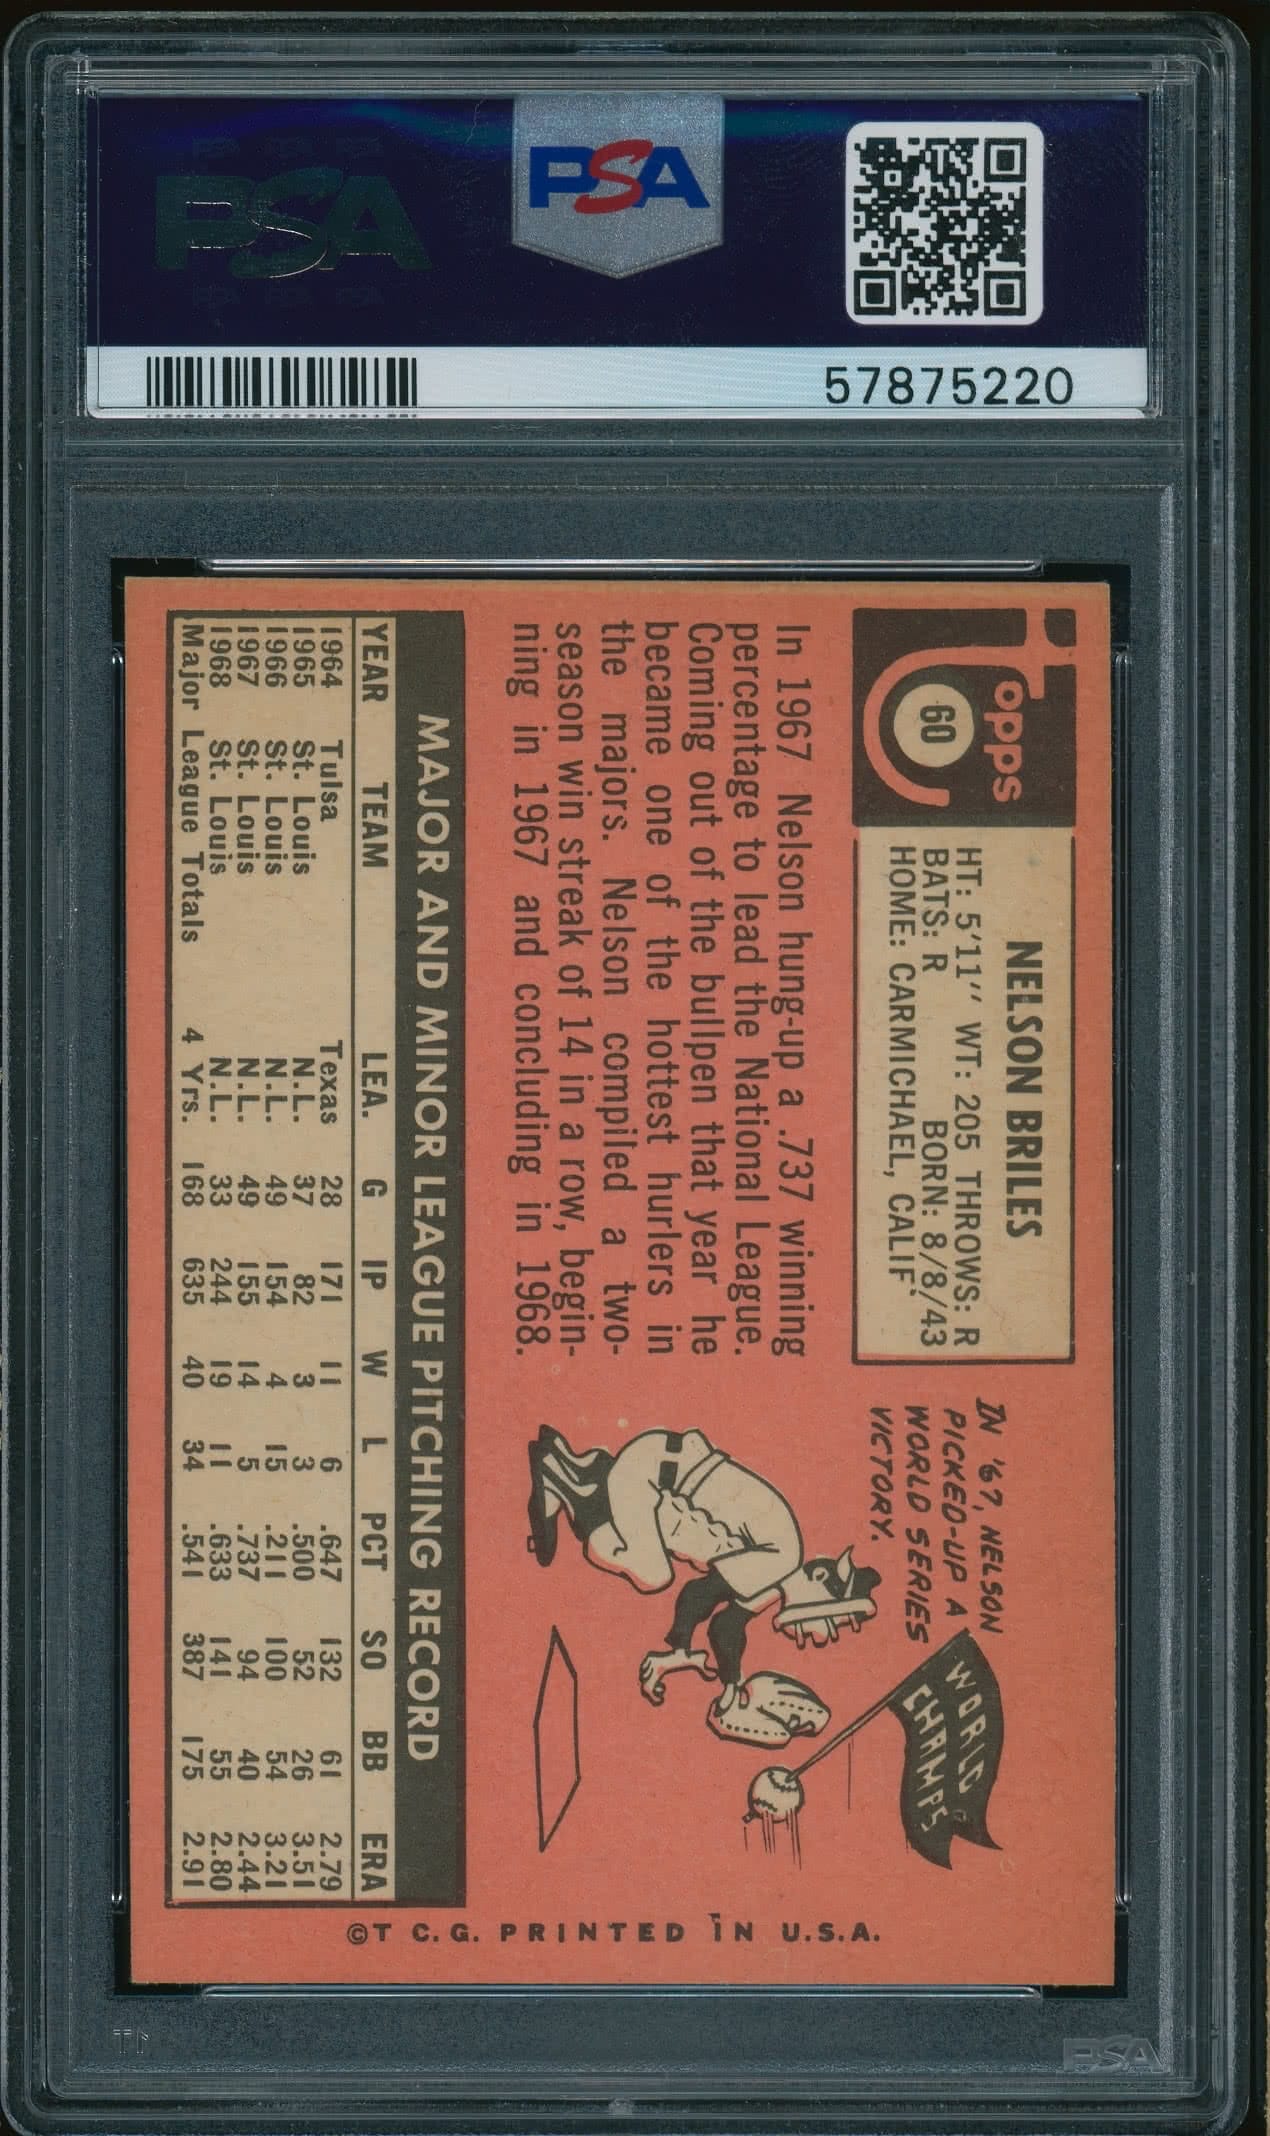 PSA
PSA
57875220
Topps
60
NELSON BRILES
HT: 5'11" WT: 205 THROWS: R
BATS: R BORN: 8/8/43
HOME: CARMICHAEL, CALIF.
In 1967 Nelson hung-up a .737 winning
percentage to lead the National League.
Coming out of the bullpen that year he
became one of the hottest hurlers in
the majors. Nelson compiled a two-
season win streak of 14 in a row, begin-
ning in 1967 and concluding in 1968.
IN '67, NELSON
PICKED-UP A
WORLD SERIES
VICTORY.
WORLD
CHAMPS
MAJOR AND MINOR LEAGUE PITCHING RECORD
YEAR TEAM LEA. G IP W L PCT SO BB ERA
1964 Tulsa Texas 28 171 11 6 .647 132 61 2.79
1965 St. Louis N.L. 37 82 3 3 .500 52 26 3.51
1966 St. Louis N.L. 49 154 4 15 .211 100 54 3.21
1967 St. Louis N.L. 49 155 14 5 .737 94 40 2.44
1968 St. Louis N.L. 33 244 19 11 .633 141 55 2.80
Major League Totals 4 Yrs. 168 635 40 34 .541 387 175 2.91
©T C.G. PRINTED IN U.S.A.
PSA